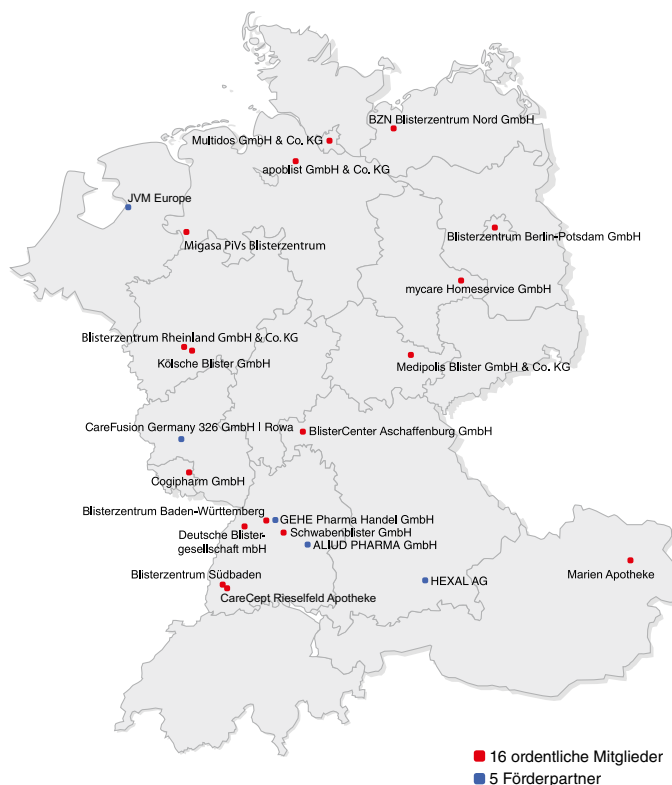 BZN Blisterzentrum Nord GmbH
Multidos GmbH & Co. KG
apoblist GmbH & Co. KG
JVM Europe
Blisterzentrum Berlin-Potsdam GmbH
Migasa PiVs Blisterzentrum
mycare Homeservice GmbH
Blisterzentrum Rheinland GmbH & Co. KG
Kölsche Blister GmbH
Medipolis Blister GmbH & Co. KG
CareFusion Germany 326 GmbH | Rowa
BlisterCenter Aschaffenburg GmbH
Cogipharm GmbH
Blisterzentrum Baden-Württemberg
GEHE Pharma Handel GmbH
Deutsche Blister-
gesellschaft mbH
Schwabenblister GmbH
ALIUD PHARMA GmbH
Blisterzentrum Südbaden
CareCept Rieselfeld Apotheke
HEXAL AG
Marien Apotheke
16 ordentliche Mitglieder
5 Förderpartner